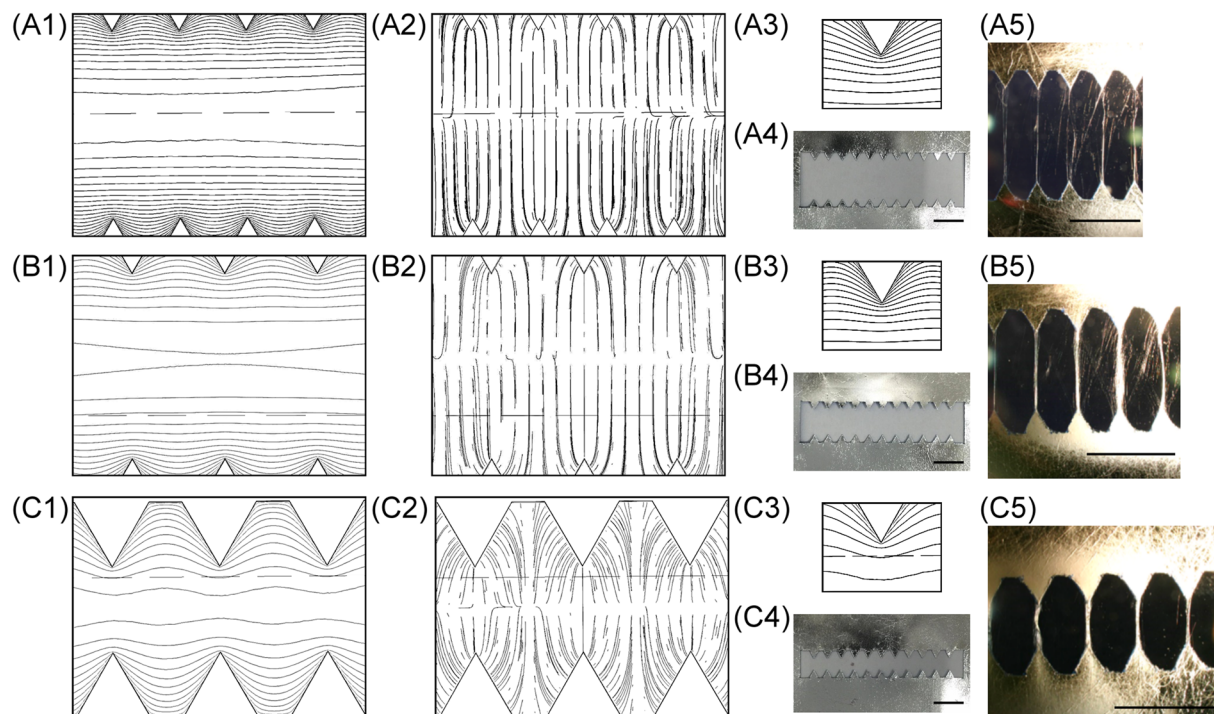 (A1) (A2) (A3) (A5)
(A4)
(B1) (B2) (B3) (B5)
(B4)
(C1) (C2) (C3) (C5)
(C4)